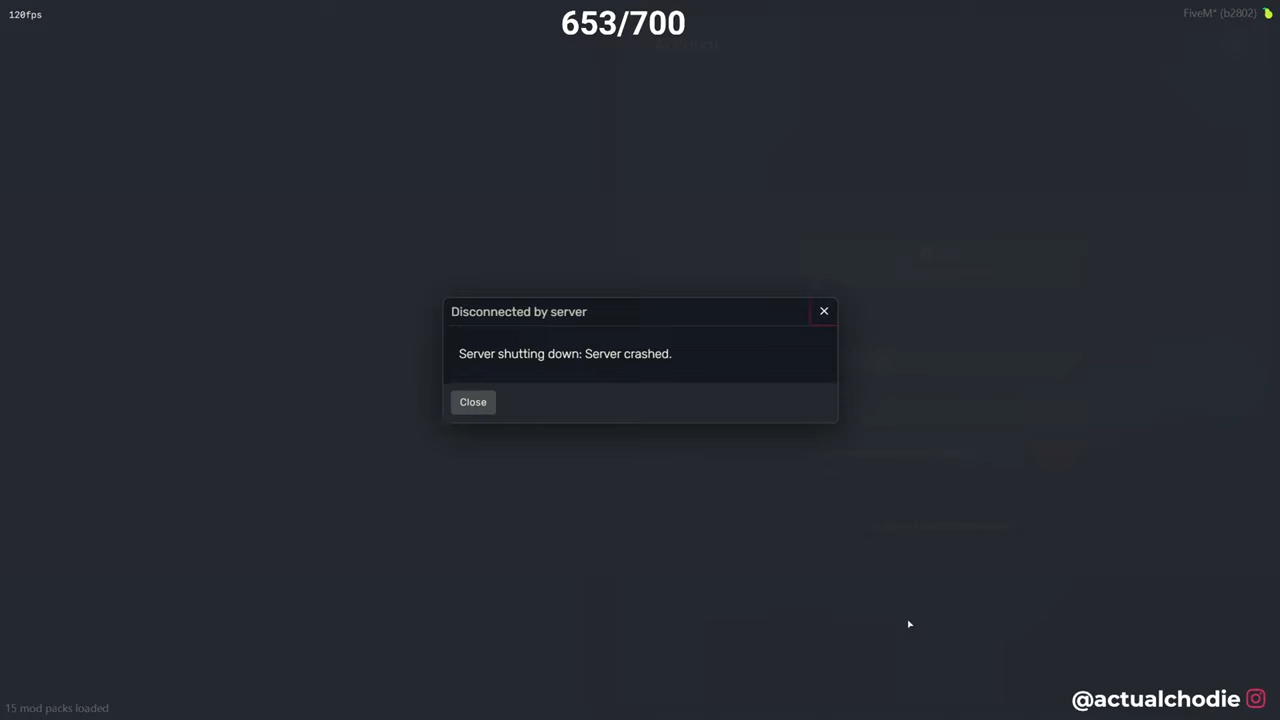 120fps
653/700
FiveM* (b2802)
Disconnected by server
Server shutting down: Server crashed.
Close
15 mod packs loaded
@actualchodie